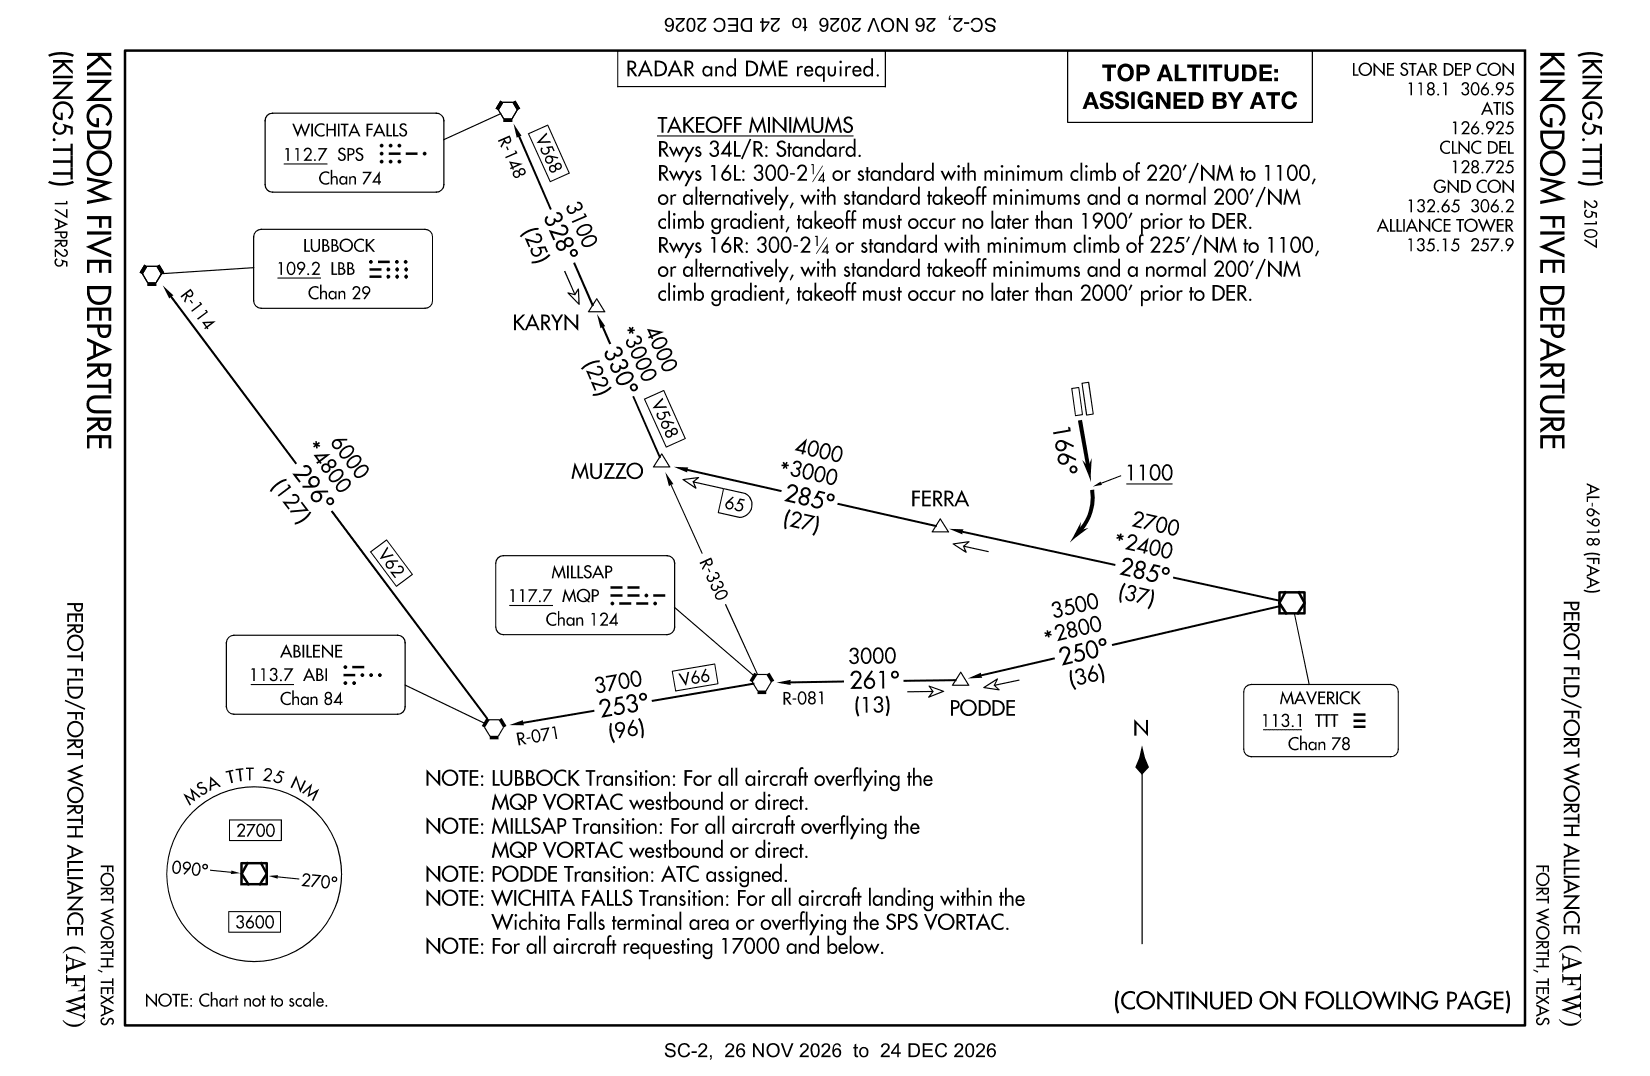 SC-2, 26 NOV 2026 to 24 DEC 2026
(KING5.TTT) 17APR25
KINGDOM FIVE DEPARTURE
PEROT FLD/FORT WORTH ALLIANCE (AFW)
FORT WORTH, TEXAS
(KING5.TTT) 25107
KINGDOM FIVE DEPARTURE
AL-6918 (FAA)
PEROT FLD/FORT WORTH ALLIANCE (AFW)
FORT WORTH, TEXAS
RADAR and DME required.
TOP ALTITUDE:
ASSIGNED BY ATC
LONE STAR DEP CON
118.1 306.95
ATIS
126.925
CLNC DEL
128.725
GND CON
132.65 306.2
ALLIANCE TOWER
135.15 257.9
TAKEOFF MINIMUMS
Rwys 34L/R: Standard.
Rwys 16L: 300-2¼ or standard with minimum climb of 220'/NM to 1100,
or alternatively, with standard takeoff minimums and a normal 200'/NM
climb gradient, takeoff must occur no later than 1900' prior to DER.
Rwys 16R: 300-2¼ or standard with minimum climb of 225'/NM to 1100,
or alternatively, with standard takeoff minimums and a normal 200'/NM
climb gradient, takeoff must occur no later than 2000' prior to DER.
WICHITA FALLS
112.7 SPS
Chan 74
R-148
V568
3100
328°
(25)
KARYN
LUBBOCK
109.2 LBB
Chan 29
R-114
4000
*3000
330°
(22)
V568
MUZZO
6000
*4800
296°
(127)
V62
4000
*3000
285°
(27)
65
FERRA
166°
1100
2700
*2400
285°
(37)
MILLSAP
117.7 MQP
Chan 124
R-330
3500
*2800
250°
(36)
ABILENE
113.7 ABI
Chan 84
3700
253°
(96)
V66
R-071
3000
261°
(13)
R-081
PODDE
MAVERICK
113.1 TTT
Chan 78
N
MSA TTT 25 NM
2700
090°
270°
3600
NOTE: LUBBOCK Transition: For all aircraft overflying the
MQP VORTAC westbound or direct.
NOTE: MILLSAP Transition: For all aircraft overflying the
MQP VORTAC westbound or direct.
NOTE: PODDE Transition: ATC assigned.
NOTE: WICHITA FALLS Transition: For all aircraft landing within the
Wichita Falls terminal area or overflying the SPS VORTAC.
NOTE: For all aircraft requesting 17000 and below.
NOTE: Chart not to scale.
(CONTINUED ON FOLLOWING PAGE)
SC-2, 26 NOV 2026 to 24 DEC 2026